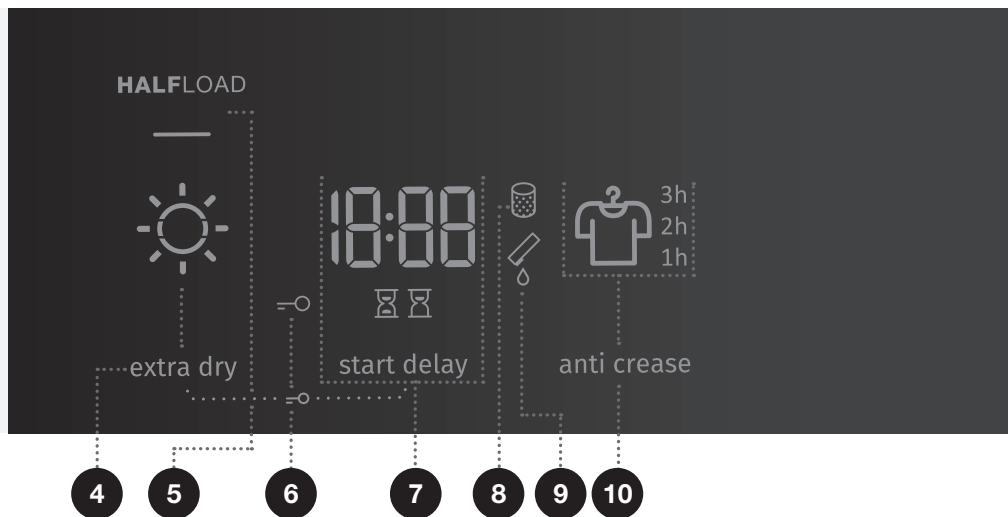 HALFLOAD
18:88
3h
2h
1h
extra dry
start delay
anti crease
4 5 6 7 8 9 10